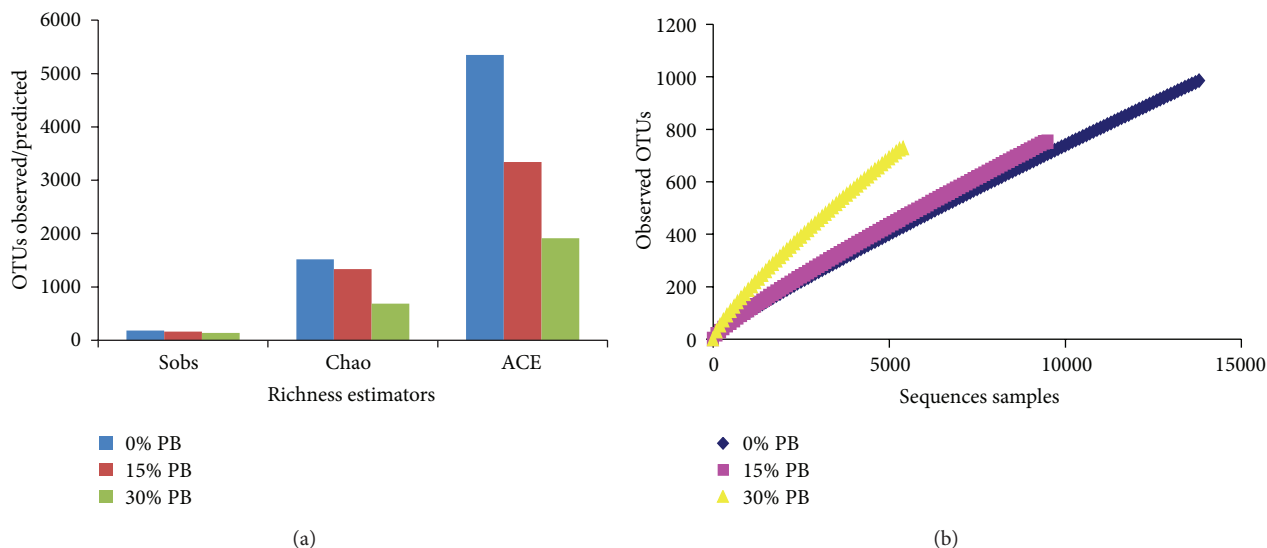 6000
5000
4000
3000
2000
1000
0
OTUs observed/predicted
Sobs
Chao
ACE
Richness estimators
0% PB
15% PB
30% PB
(a)
1200
1000
800
600
400
200
0
Observed OTUs
0
5000
10000
15000
Sequences samples
0% PB
15% PB
30% PB
(b)